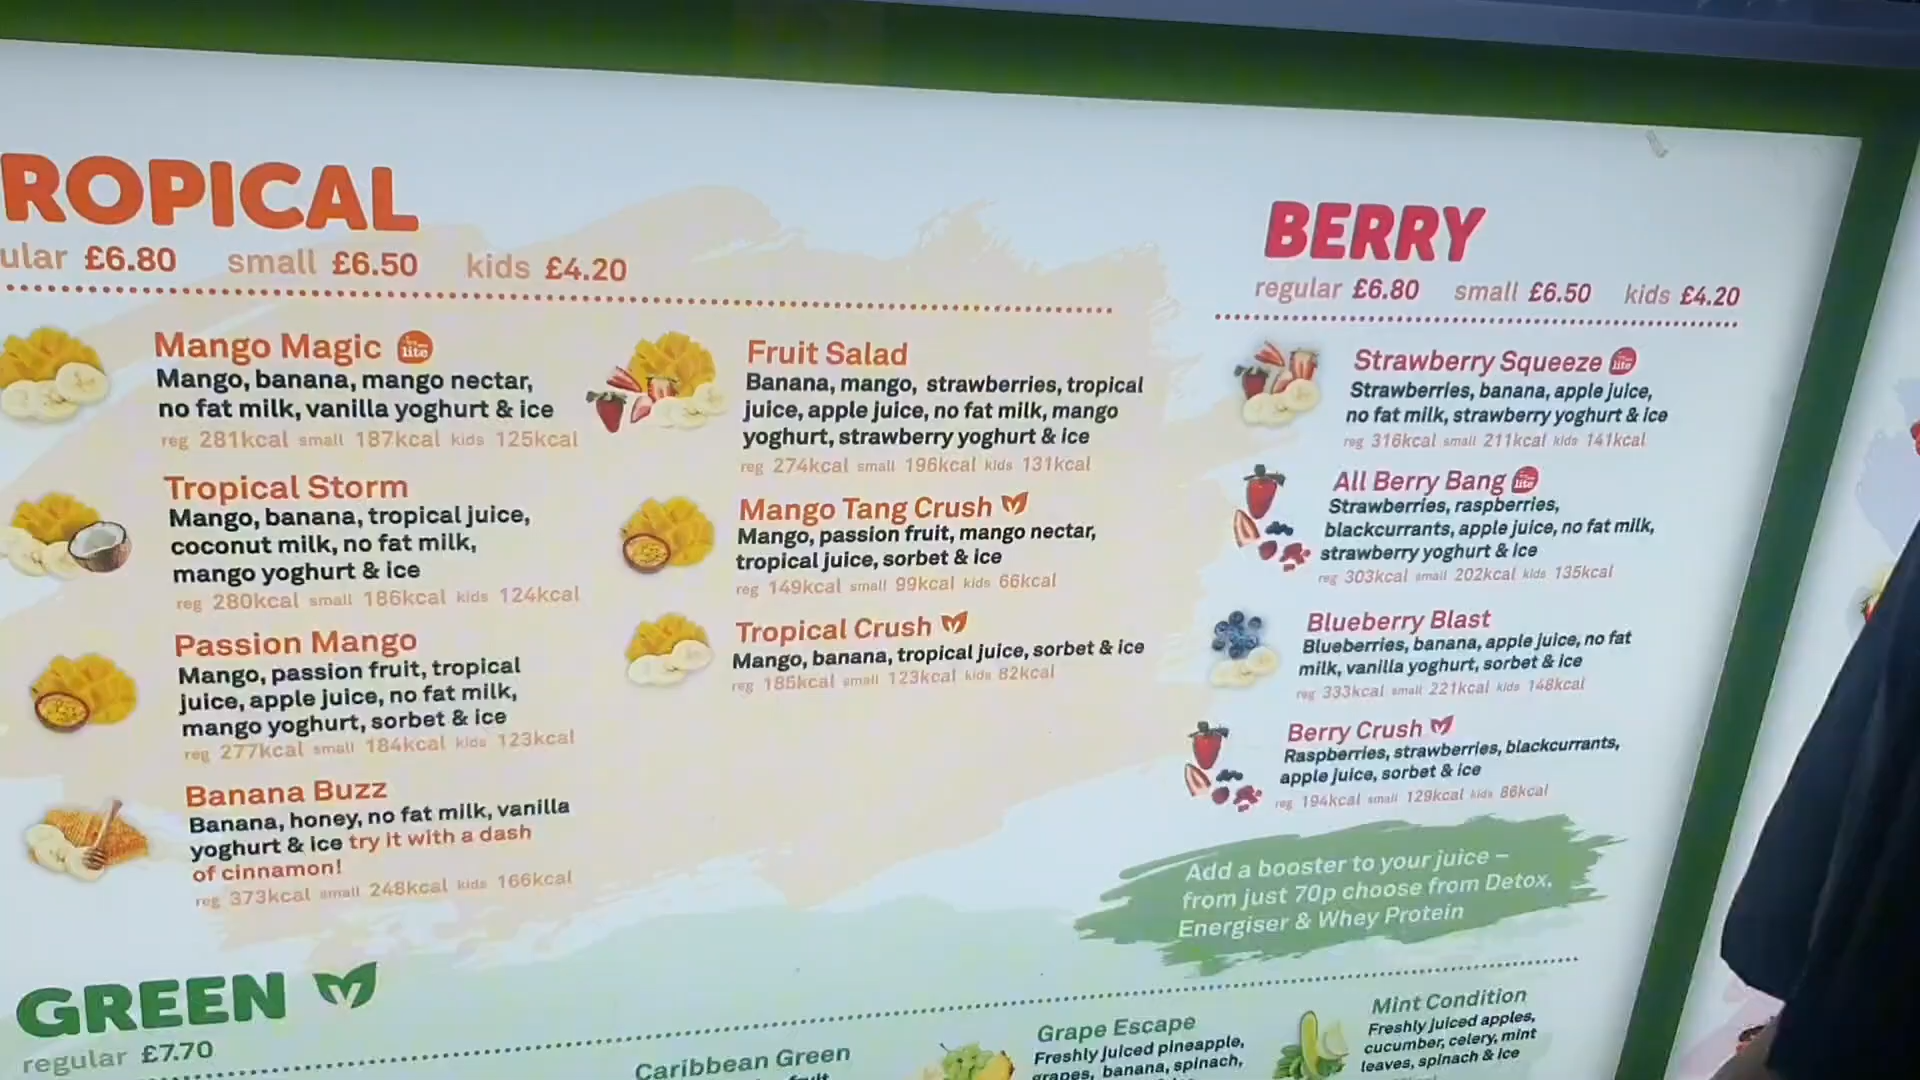 ROPICAL
ular £6.80 small £6.50 kids £4.20
Mango Magic lite
Mango, banana, mango nectar,
no fat milk, vanilla yoghurt & ice
reg 281kcal small 187kcal kids 125kcal
Tropical Storm
Mango, banana, tropical juice,
coconut milk, no fat milk,
mango yoghurt & ice
reg 280kcal small 186kcal kids 124kcal
Passion Mango
Mango, passion fruit, tropical
juice, apple juice, no fat milk,
mango yoghurt, sorbet & ice
reg 277kcal small 184kcal kids 123kcal
Banana Buzz
Banana, honey, no fat milk, vanilla
yoghurt & ice try it with a dash
of cinnamon!
reg 373kcal small 248kcal kids 166kcal
Fruit Salad
Banana, mango, strawberries, tropical
juice, apple juice, no fat milk, mango
yoghurt, strawberry yoghurt & ice
reg 274kcal small 196kcal kids 131kcal
Mango Tang Crush
Mango, passion fruit, mango nectar,
tropical juice, sorbet & ice
reg 149kcal small 99kcal kids 66kcal
Tropical Crush
Mango, banana, tropical juice, sorbet & ice
reg 185kcal small 123kcal kids 82kcal
BERRY
regular £6.80 small £6.50 kids £4.20
Strawberry Squeeze lite
Strawberries, banana, apple juice,
no fat milk, strawberry yoghurt & ice
reg 316kcal small 211kcal kids 141kcal
All Berry Bang lite
Strawberries, raspberries,
blackcurrants, apple juice, no fat milk,
strawberry yoghurt & ice
reg 303kcal small 202kcal kids 135kcal
Blueberry Blast
Blueberries, banana, apple juice, no fat
milk, vanilla yoghurt, sorbet & ice
reg 333kcal small 221kcal kids 148kcal
Berry Crush
Raspberries, strawberries, blackcurrants,
apple juice, sorbet & ice
reg 194kcal small 129kcal kids 86kcal
Add a booster to your juice –
from just 70p choose from Detox,
Energiser & Whey Protein
GREEN
regular £7.70
Caribbean Green
Grape Escape
Freshly juiced pineapple,
grapes, banana, spinach,
Mint Condition
Freshly juiced apples,
cucumber, celery, mint
leaves, spinach & ice